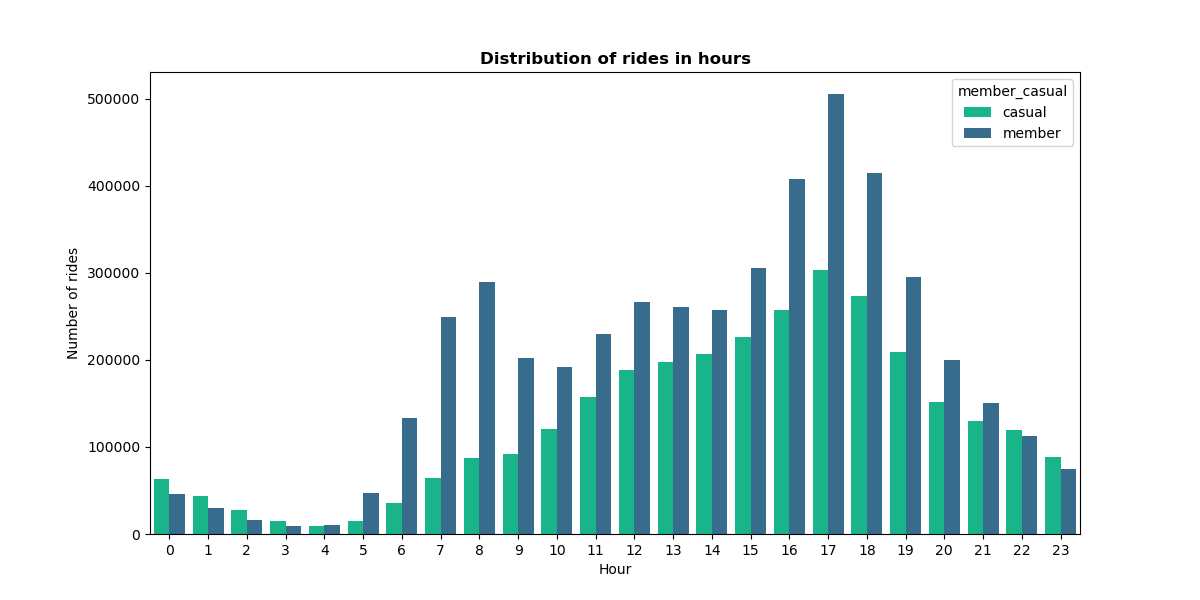 Distribution of rides in hours
member_casual
casual
member
Number of rides
500000
400000
300000
200000
100000
0
0 1 2 3 4 5 6 7 8 9 10 11 12 13 14 15 16 17 18 19 20 21 22 23
Hour